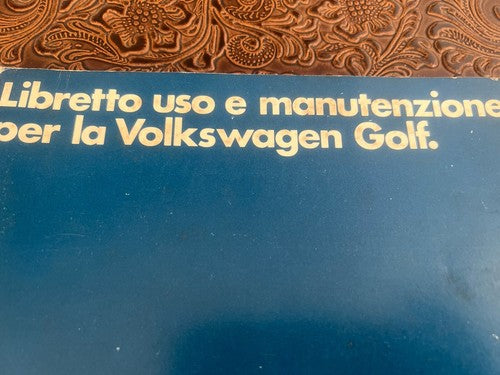 Libretto uso e manutenzione
per la Volkswagen Golf.